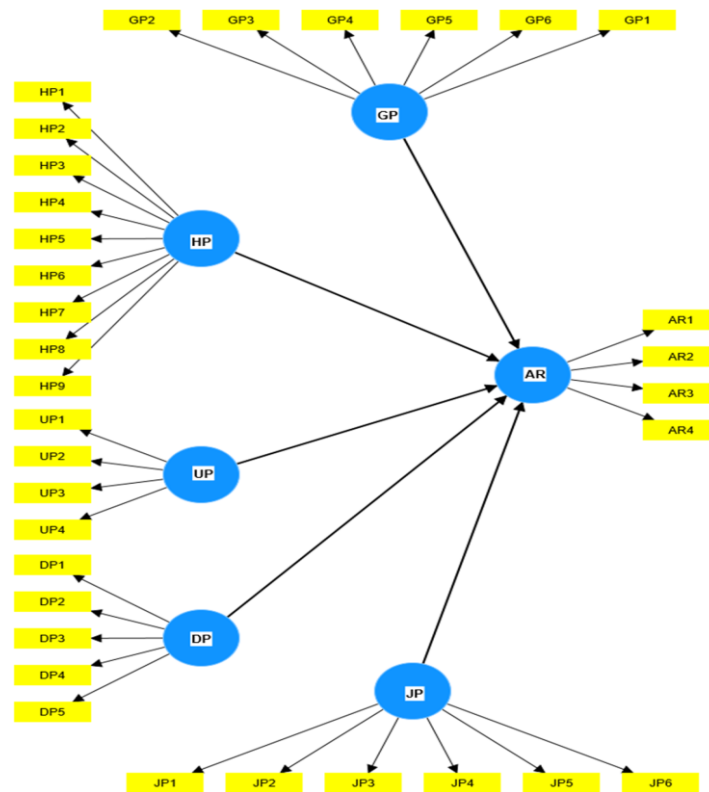 GP2 GP3 GP4 GP5 GP6 GP1
GP
HP1
HP2
HP3
HP4
HP5
HP6
HP7
HP8
HP9
HP
AR
AR1
AR2
AR3
AR4
UP1
UP2
UP3
UP4
UP
DP1
DP2
DP3
DP4
DP5
DP
JP
JP1 JP2 JP3 JP4 JP5 JP6